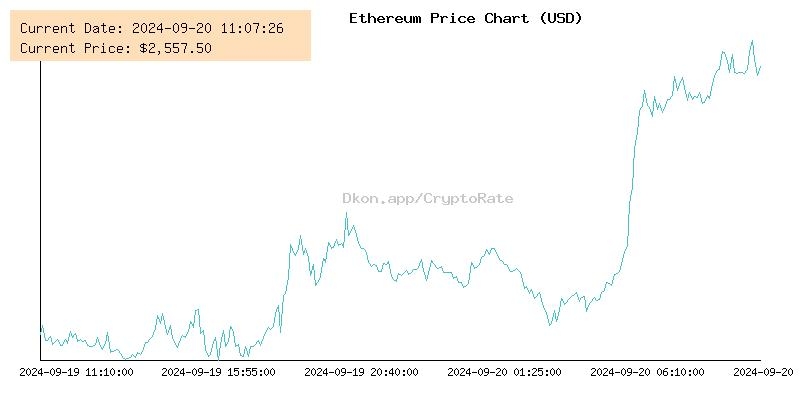 Ethereum Price Chart (USD)
Current Date: 2024-09-20 11:07:26
Current Price: $2,557.50
Dkon.app/CryptoRate
2024-09-19 11:10:00 2024-09-19 15:55:00 2024-09-19 20:40:00 2024-09-20 01:25:00 2024-09-20 06:10:00 2024-09-20